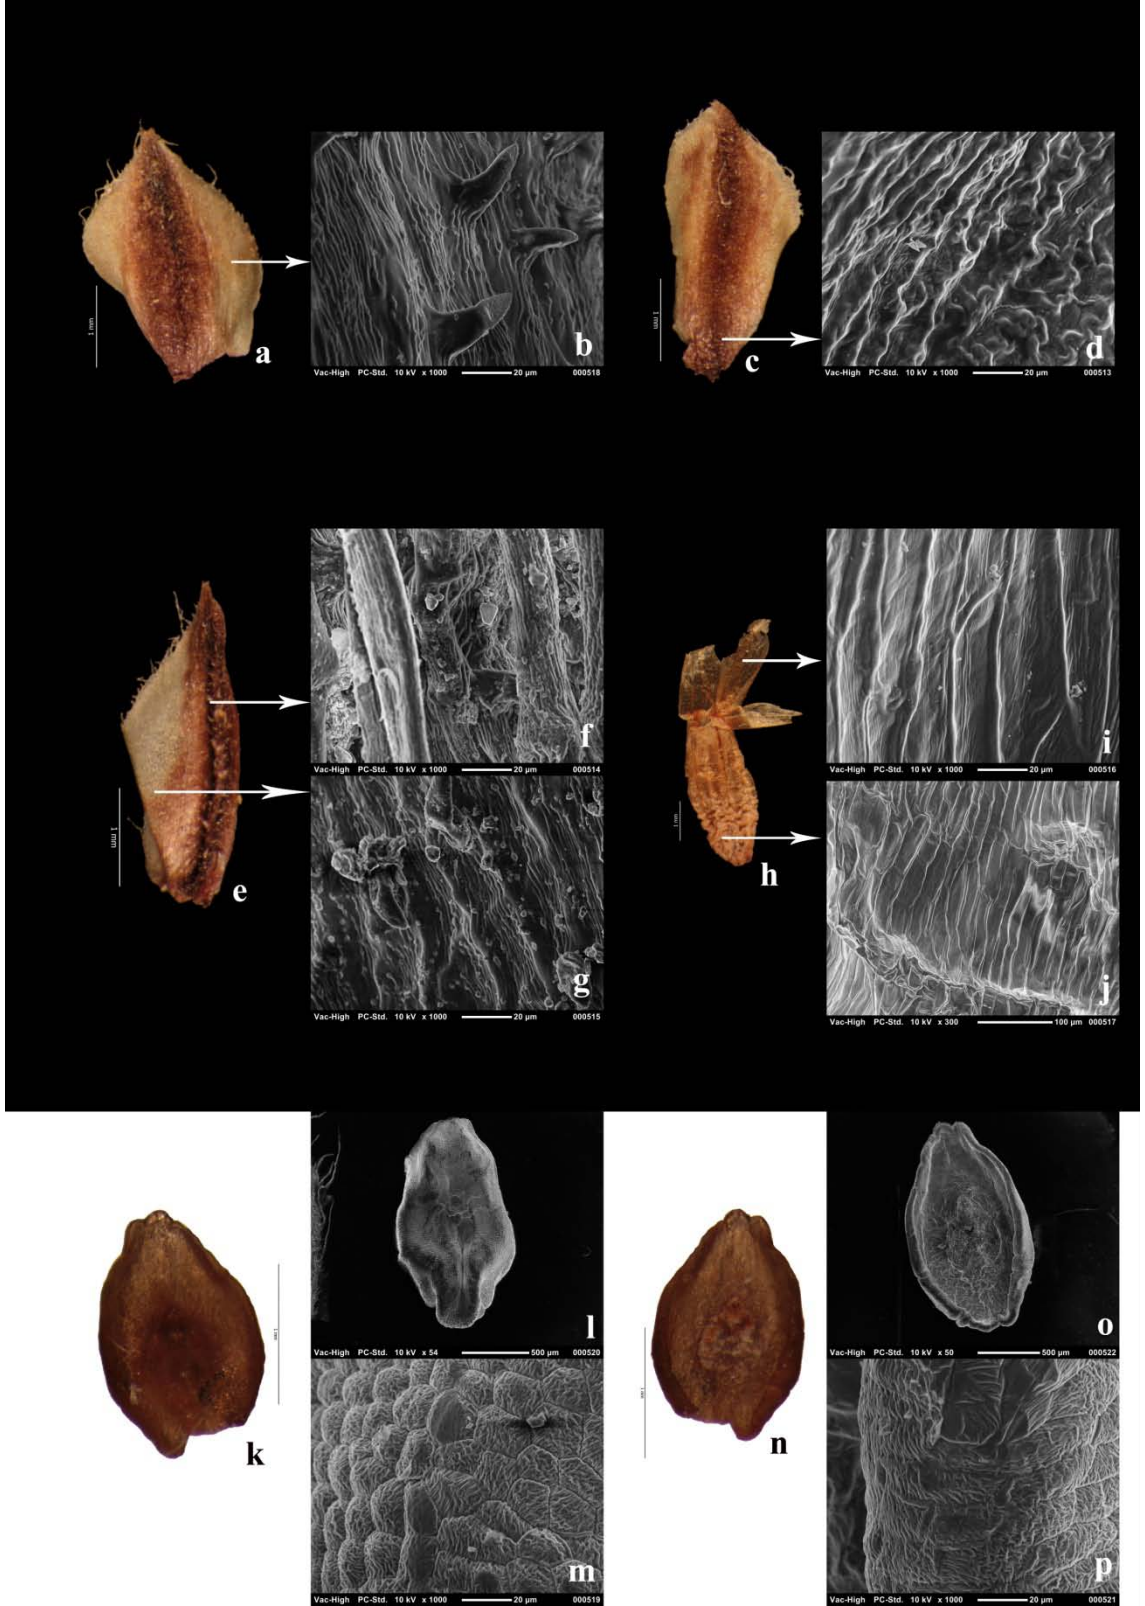 a
1 mm
b
Vac-High PC-Std. 10 kV x 1000 20 µm 000518
c
1 mm
d
Vac-High PC-Std. 10 kV x 1000 20 µm 000513
e
1 mm
f
Vac-High PC-Std. 10 kV x 1000 20 µm 000514
g
Vac-High PC-Std. 10 kV x 1000 20 µm 000515
h
1 mm
i
Vac-High PC-Std. 10 kV x 1000 20 µm 000516
j
Vac-High PC-Std. 10 kV x 300 100 µm 000517
k
1 mm
l
Vac-High PC-Std. 10 kV x 54 500 µm 000520
m
Vac-High PC-Std. 10 kV x 1000 20 µm 000519
n
1 mm
o
Vac-High PC-Std. 10 kV x 50 500 µm 000522
p
Vac-High PC-Std. 10 kV x 1000 20 µm 000521